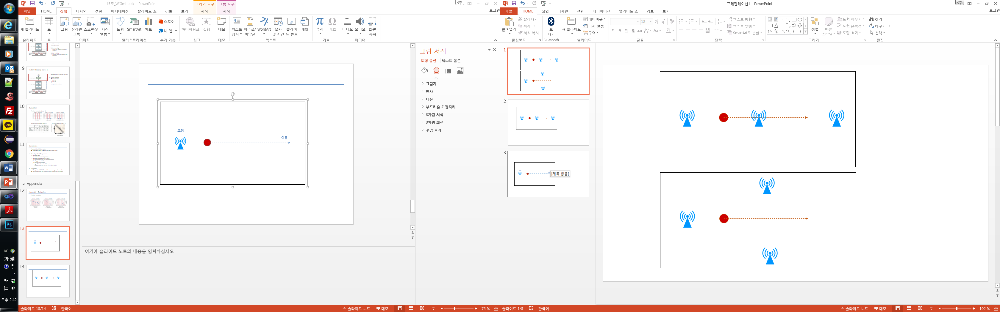 15조_WiGest.pptx - PowerPoint
그리기 도구
그림 도구
파일
HOME
삽입
디자인
전환
애니메이션
슬라이드 쇼
검토
보기
서식
서식
로그인
새 슬라이드
표
그림
온라인 그림
스크린샷
사진 앨범
도형
SmartArt
차트
스토어
내 앱
하이퍼링크
실행
메모
텍스트 상자
머리글/바닥글
WordArt
날짜 및 시간
슬라이드 번호
개체
수식
기호
비디오
오디오
화면 녹화
슬라이드
표
이미지
일러스트레이션
추가 기능
링크
메모
텍스트
기호
미디어
9
10
Evaluation
11
Conclusion
Appendix
12
Appendix - Evaluation
13
14
고정
이동
여기에 슬라이드 노트의 내용을 입력하십시오
그림 서식
도형 옵션
텍스트 옵션
그림자
반사
네온
부드러운 가장자리
3차원 서식
3차원 회전
꾸밈 효과
슬라이드 13/14
한국어
슬라이드 노트
메모
75 %
프레젠테이션1 - PowerPoint
파일
HOME
삽입
디자인
전환
애니메이션
슬라이드 쇼
검토
보기
로그인
붙여넣기
잘라내기
복사
서식 복사
보내기
새 슬라이드
레이아웃
다시 설정
구역
18
텍스트 방향
텍스트 맞춤
SmartArt로 변환
정렬
빠른 스타일
도형 채우기
도형 윤곽선
도형 효과
찾기
바꾸기
선택
클립보드
Bluetooth
슬라이드
글꼴
단락
그리기
편집
1
2
3
[제목 없음]
슬라이드 1/3
한국어
슬라이드 노트
메모
102 %
TALK
Ps
KO
가 漢
오후 2:42